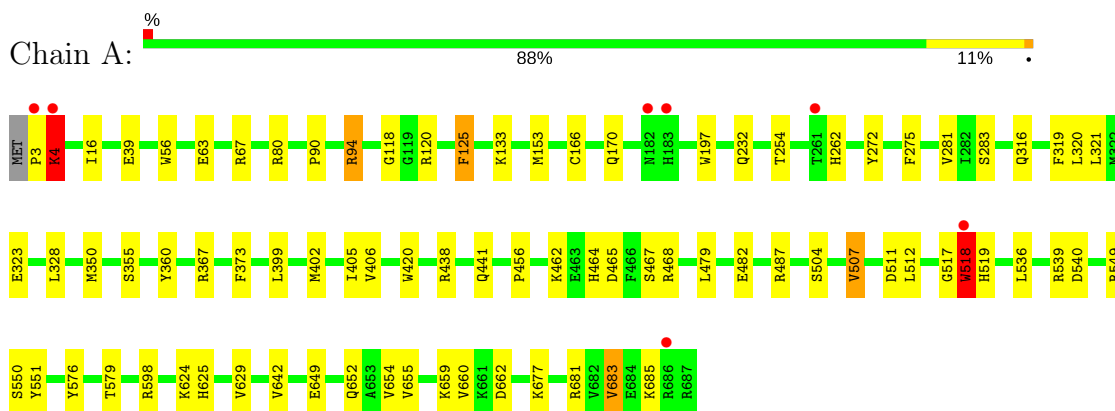 %
Chain A:
88% 11% •
MET P3 K4 I16 E39 W56 E63 R67 R80 P90 R94 G118 G119 R120 F125 K133 M153 C166 Q170 N182 H183 W197 Q232 T254 T261 H262 Y272 F275 V281 I282 S283 Q316 F319 L320 L321 M322
E323 L328 M350 S355 Y360 R367 F373 L399 M402 I405 V406 W420 R438 Q441 P456 K462 E463 H464 D465 F466 S467 R468 L479 E482 R487 S504 V507 D511 L512 G517 W518 H519 L536 R539 D540 R549
S550 Y551 Y576 T579 R598 K624 H625 V629 V642 E649 Q652 A653 V654 V655 K659 V660 K661 D662 K677 R681 V682 V683 E684 K685 R686 R687